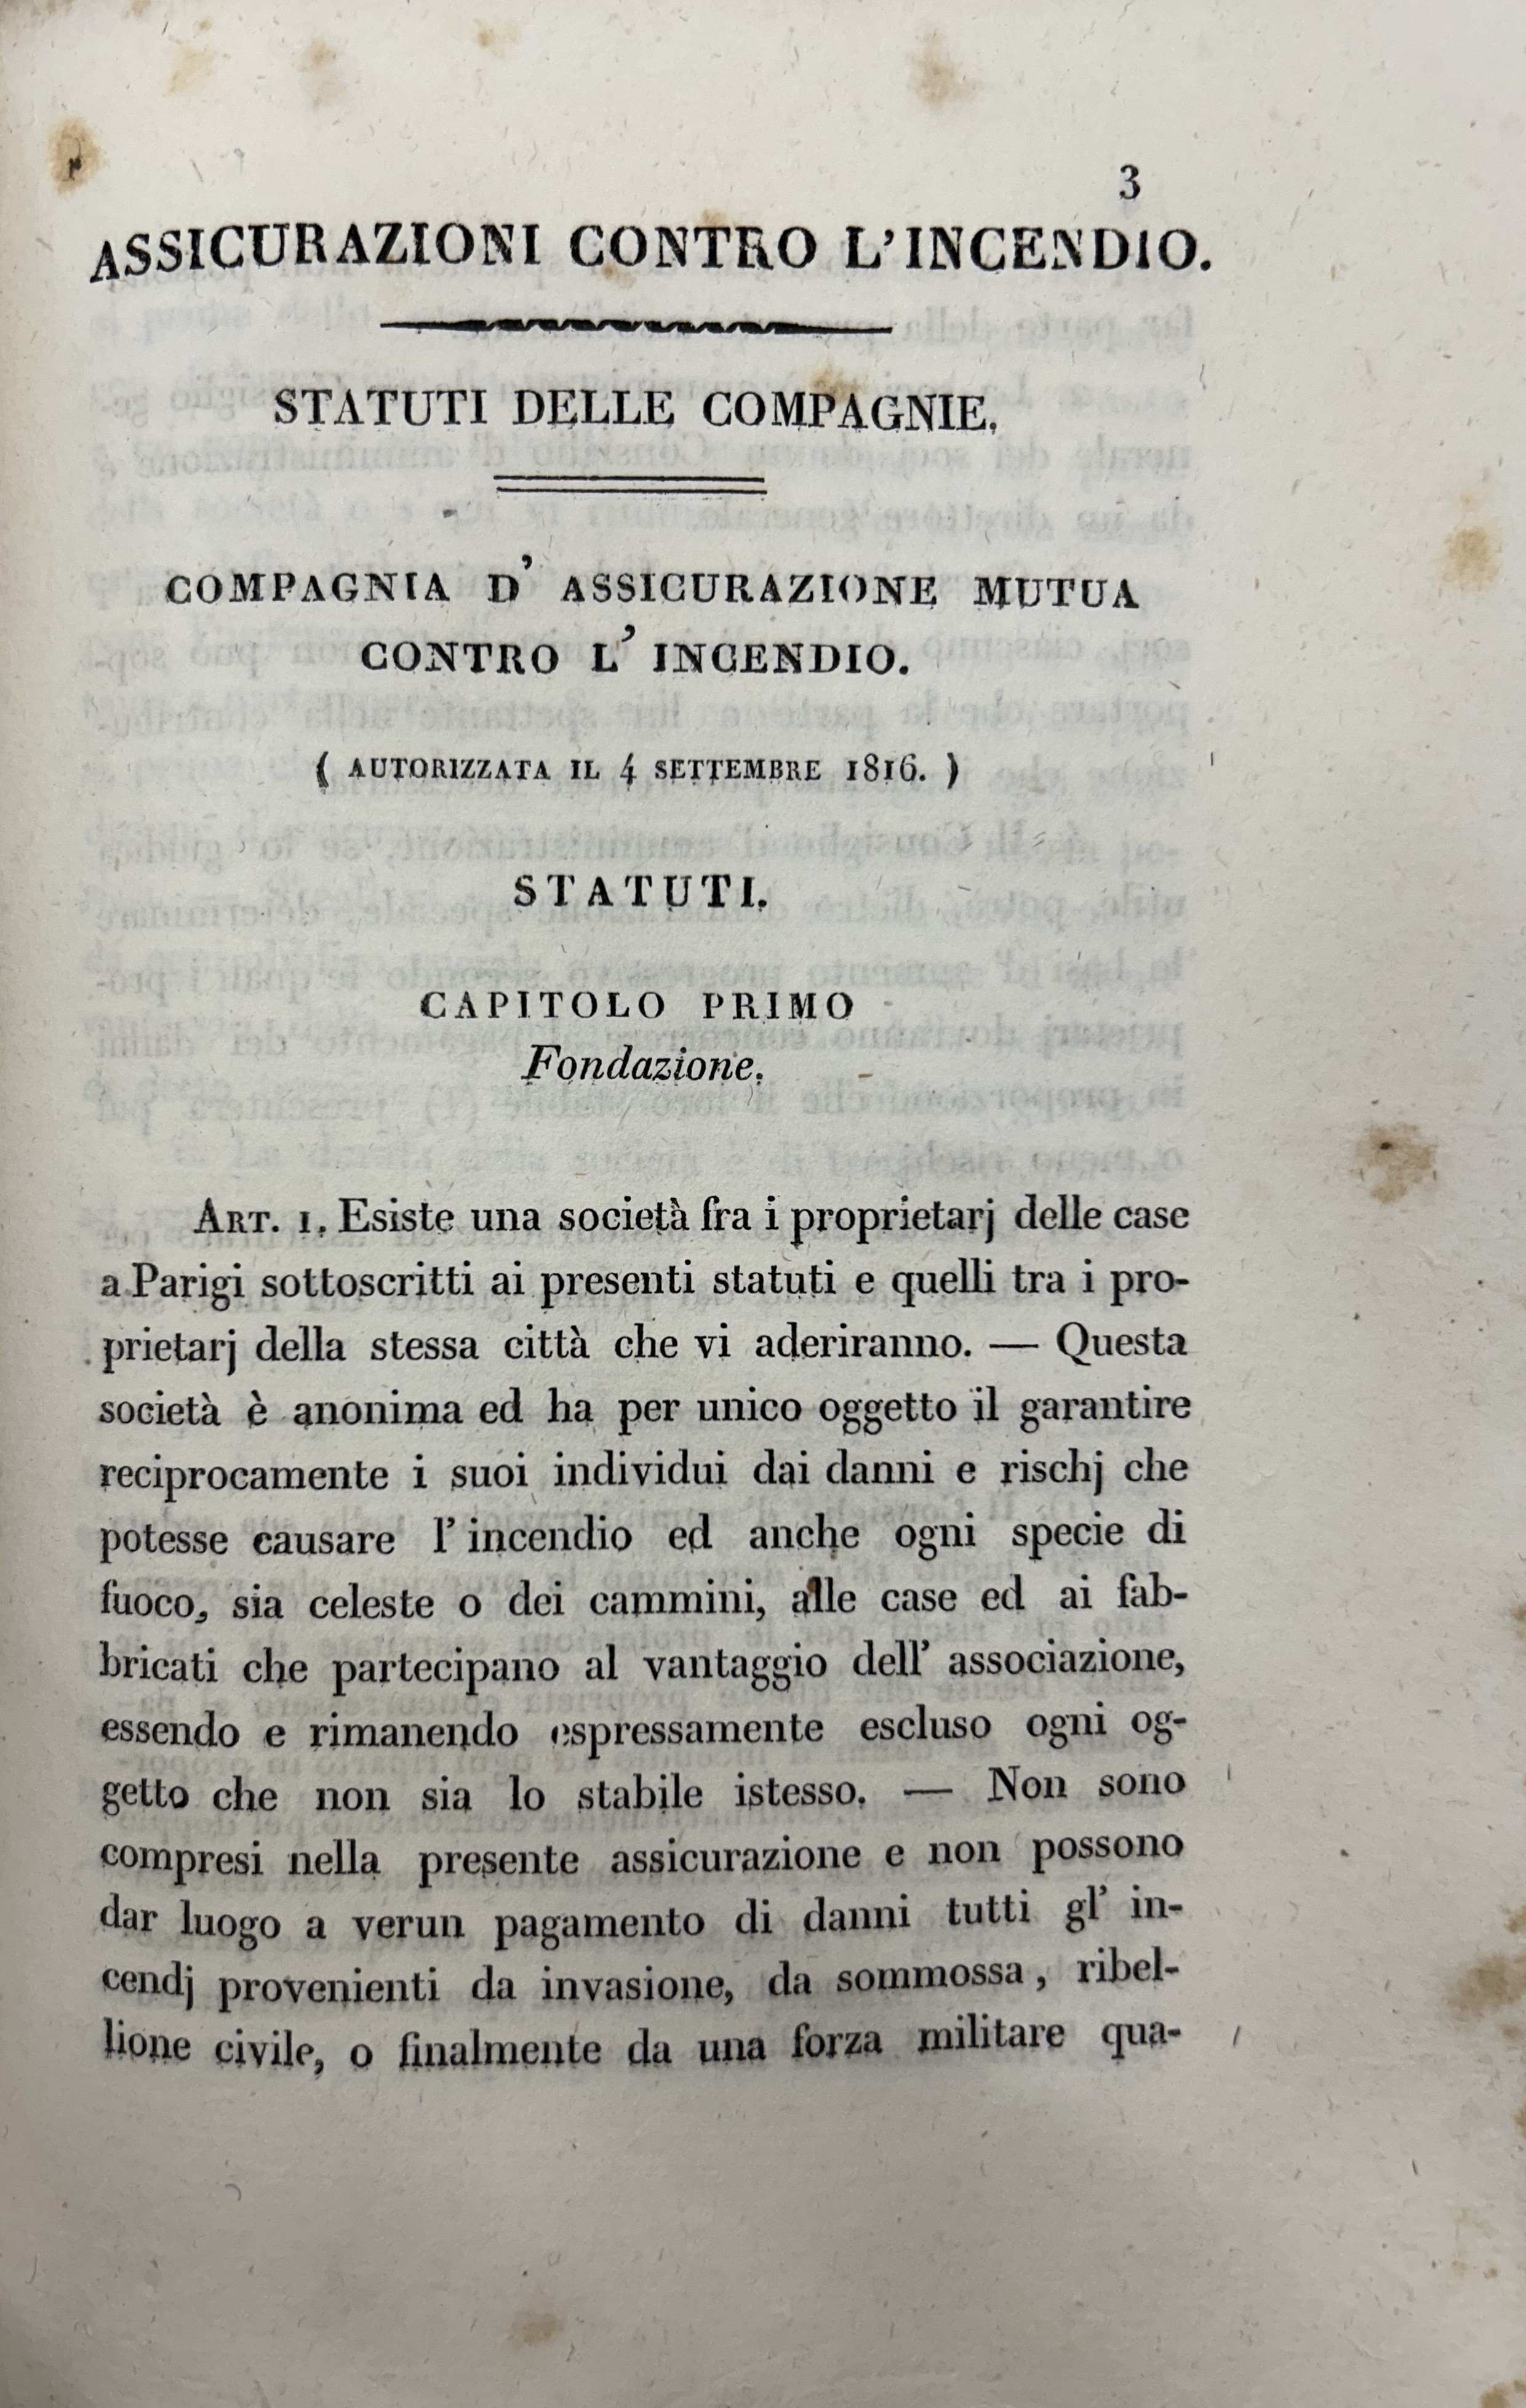 3
ASSICURAZIONI CONTRO L'INCENDIO.
STATUTI DELLE COMPAGNIE.
COMPAGNIA D' ASSICURAZIONE MUTUA
CONTRO L' INCENDIO.
( AUTORIZZATA IL 4 SETTEMBRE 1816. )
STATUTI.
CAPITOLO PRIMO
Fondazione.
ART. 1. Esiste una società fra i proprietarj delle case
a Parigi sottoscritti ai presenti statuti e quelli tra i pro-
prietarj della stessa città che vi aderiranno. — Questa
società è anonima ed ha per unico oggetto il garantire
reciprocamente i suoi individui dai danni e rischj che
potesse causare l' incendio ed anche ogni specie di
fuoco, sia celeste o dei cammini, alle case ed ai fab-
bricati che partecipano al vantaggio dell' associazione,
essendo e rimanendo espressamente escluso ogni og-
getto che non sia lo stabile istesso. — Non sono
compresi nella presente assicurazione e non possono
dar luogo a verun pagamento di danni tutti gl' in-
cendj provenienti da invasione, da sommossa, ribel-
lione civile, o finalmente da una forza militare qua-